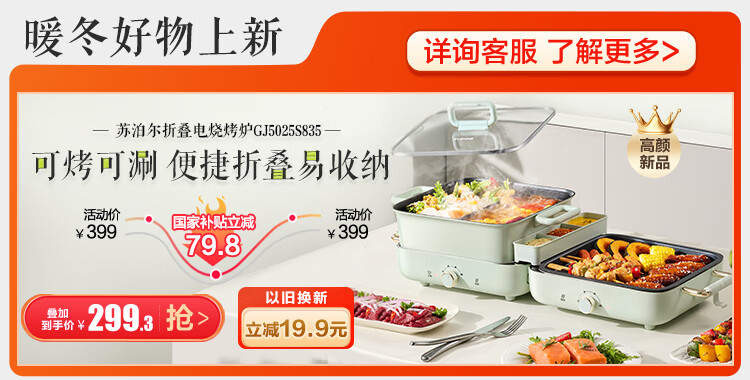 暖冬好物上新
详询客服 了解更多>
苏泊尔折叠电烧烤炉GJ5025S835
可烤可涮 便捷折叠易收纳
高颜
新品
活动价
¥399
国家补贴立减
79.8
活动价
¥399
叠加
到手价¥299.3 抢>
以旧换新
立减19.9元